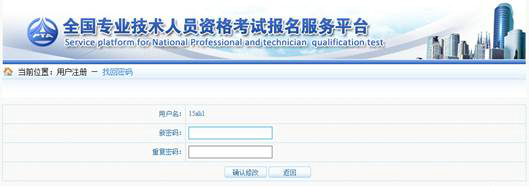 全国专业技术人员资格考试报名服务平台
Service platform for National Professional and technician qualification test
当前位置：用户注册 — 找回密码
用户名： 15ahl
新密码：
重复密码：
确认修改 返回